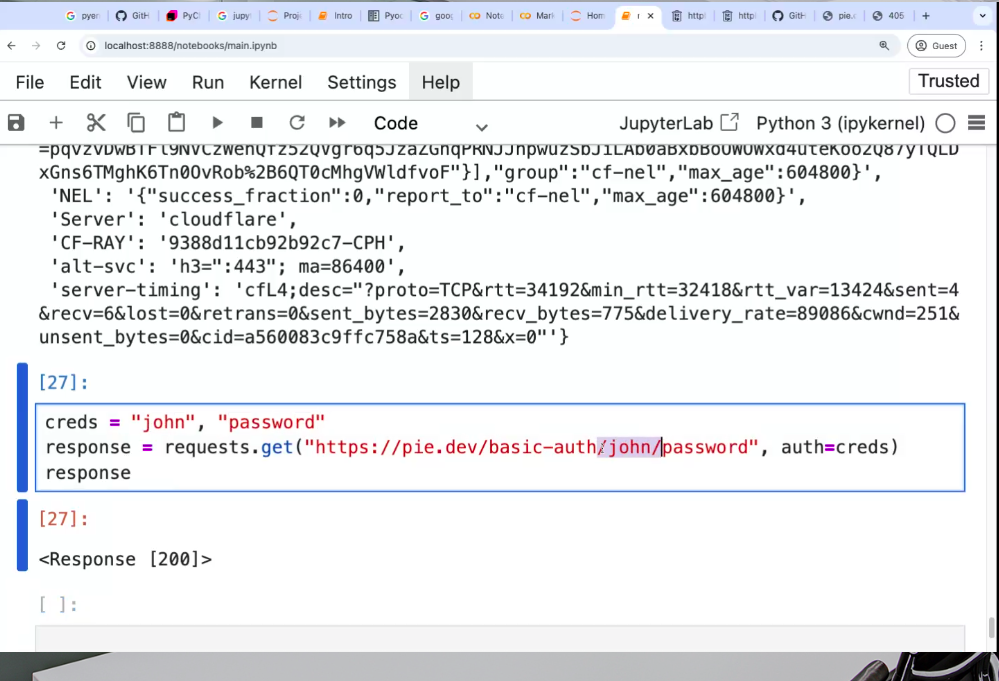 pyen GitH PyCl jupy Proje Intro Pyoc goog Note Mark Hom http http GitH pie. 405
localhost:8888/notebooks/main.ipynb Guest
File Edit View Run Kernel Settings Help Trusted
Code JupyterLab Python 3 (ipykernel)
xGns6TMghK6Tn0OvRob%2B6QT0cMhgVWldfvoF"}],"group":"cf-nel","max_age":604800}',
'NEL': '{"success_fraction":0,"report_to":"cf-nel","max_age":604800}',
'Server': 'cloudflare',
'CF-RAY': '9388d11cb92b92c7-CPH',
'alt-svc': 'h3=":443"; ma=86400',
'server-timing': 'cfL4;desc="?proto=TCP&rtt=34192&min_rtt=32418&rtt_var=13424&sent=4
&recv=6&lost=0&retrans=0&sent_bytes=2830&recv_bytes=775&delivery_rate=89086&cwnd=251&
unsent_bytes=0&cid=a560083c9ffc758a&ts=128&x=0"'}
[27]:
creds = "john", "password"
response = requests.get("https://pie.dev/basic-auth/john/password", auth=creds)
response
[27]:
<Response [200]>
[ ]: